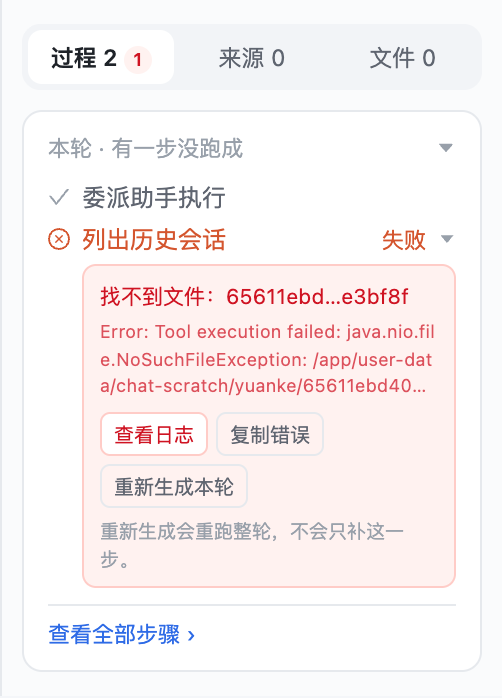 过程 2 1 来源 0 文件 0
本轮 · 有一步没跑成
委派助手执行
列出历史会话 失败
找不到文件：65611ebd...e3bf8f
Error: Tool execution failed: java.nio.fil
e.NoSuchFileException: /app/user-dat
a/chat-scratch/yuanke/65611ebd40...
查看日志 复制错误
重新生成本轮
重新生成会重跑整轮，不会只补这一
步。
查看全部步骤 ›